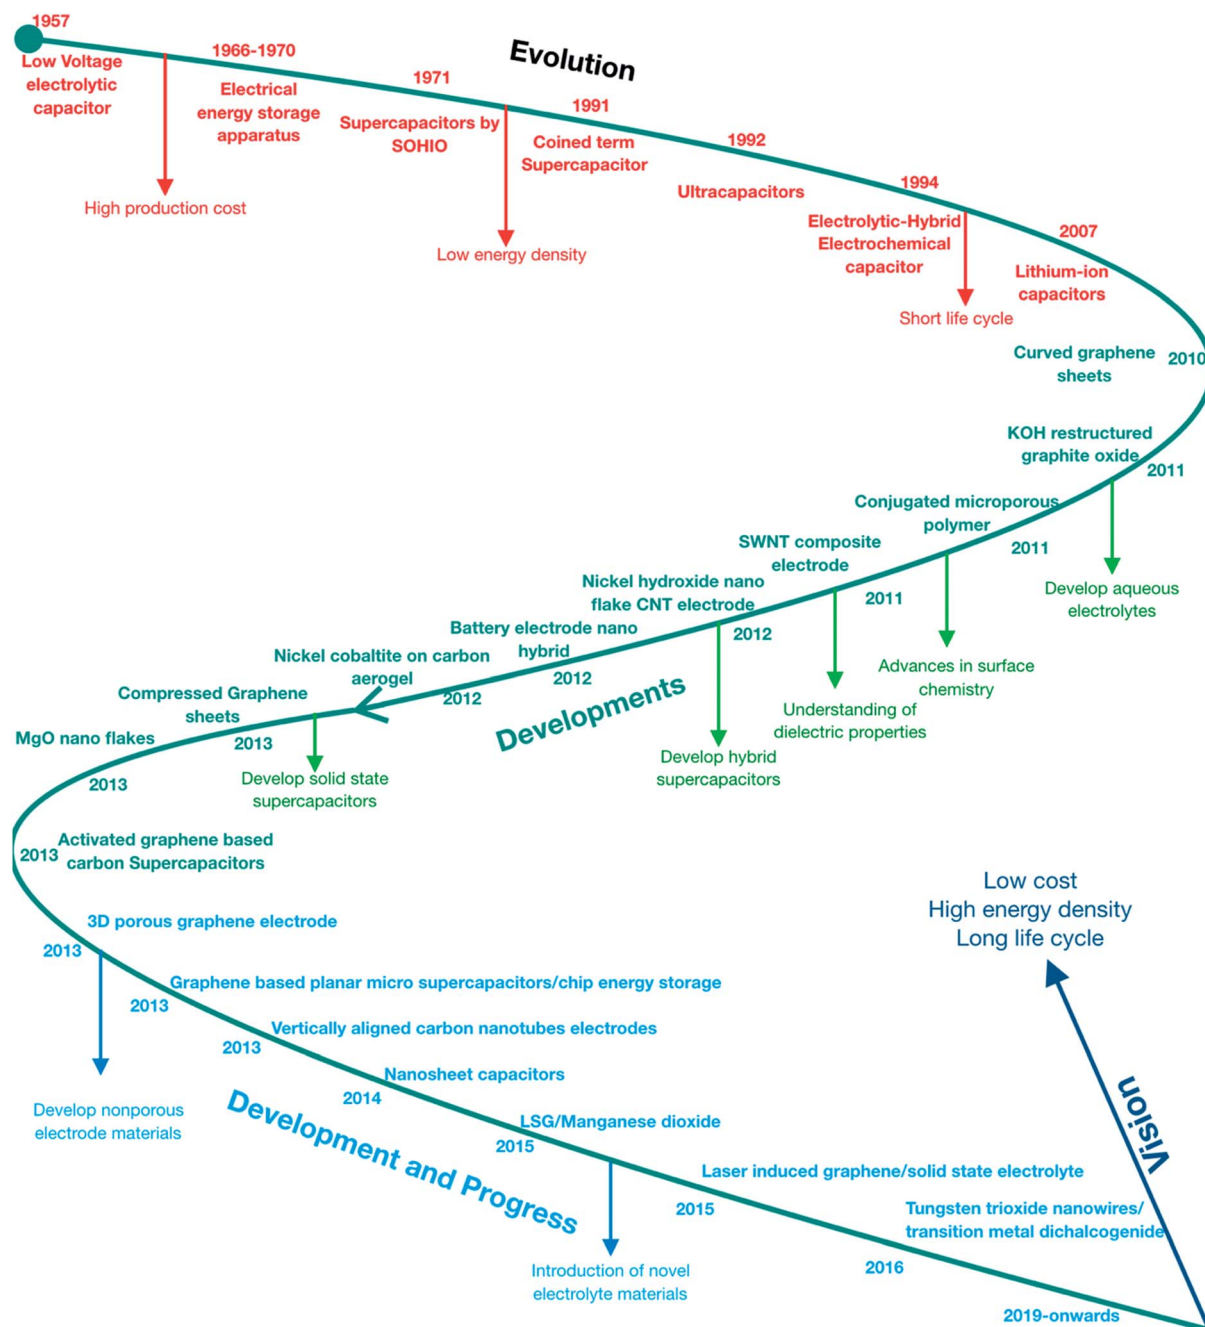 1957
Low Voltage
electrolytic
capacitor
High production cost
1966-1970
Electrical
energy storage
apparatus
Evolution
1971
Supercapacitors by
SOHIO
Low energy density
1991
Coined term
Supercapacitor
1992
Ultracapacitors
1994
Electrolytic-Hybrid
Electrochemical
capacitor
Short life cycle
2007
Lithium-ion
capacitors
Curved graphene
sheets
2010
KOH restructured
graphite oxide
2011
Develop aqueous
electrolytes
Conjugated microporous
polymer
2011
Advances in surface
chemistry
SWNT composite
electrode
2011
Understanding of
dielectric properties
Nickel hydroxide nano
flake CNT electrode
2012
Develop hybrid
supercapacitors
Battery electrode nano
hybrid
2012
Developments
Nickel cobaltite on carbon
aerogel
2012
Compressed Graphene
sheets
2013
Develop solid state
supercapacitors
MgO nano flakes
2013
2013
Activated graphene based
carbon Supercapacitors
3D porous graphene electrode
2013
Develop nonporous
electrode materials
Graphene based planar micro supercapacitors/chip energy storage
2013
Vertically aligned carbon nanotubes electrodes
2013
Nanosheet capacitors
2014
Development and Progress
LSG/Manganese dioxide
2015
Introduction of novel
electrolyte materials
Laser induced graphene/solid state electrolyte
2015
Tungsten trioxide nanowires/
transition metal dichalcogenide
2016
2019-onwards
Vision
Low cost
High energy density
Long life cycle